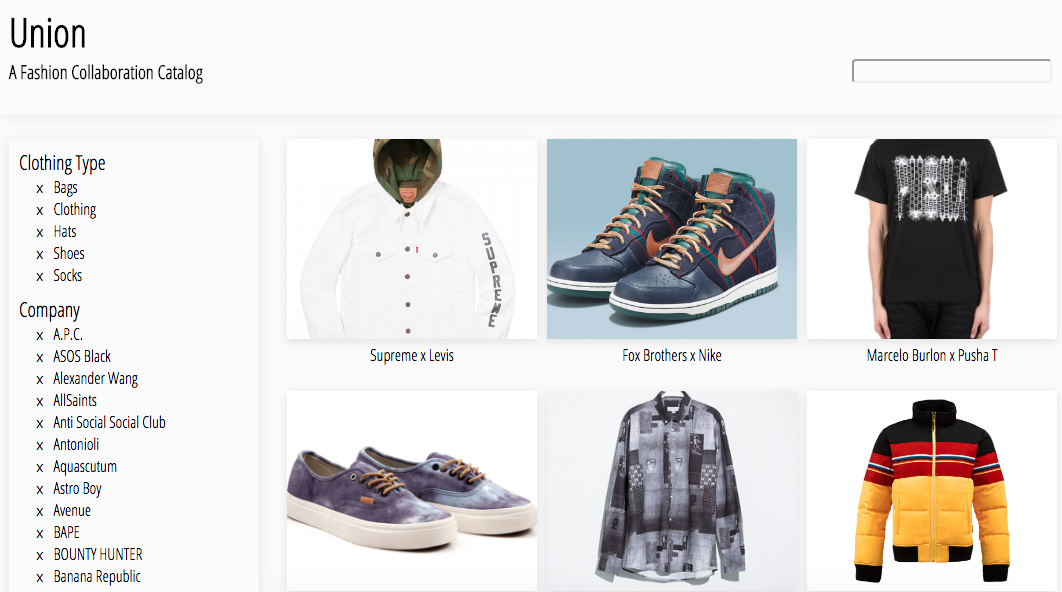 Union
A Fashion Collaboration Catalog
Clothing Type
x Bags
x Clothing
x Hats
x Shoes
x Socks
Company
x A.P.C.
x ASOS Black
x Alexander Wang
x AllSaints
x Anti Social Social Club
x Antonioli
x Aquascutum
x Astro Boy
x Avenue
x BAPE
x BOUNTY HUNTER
x Banana Republic
SUPREME
Supreme x Levis
Fox Brothers x Nike
Marcelo Burlon x Pusha T